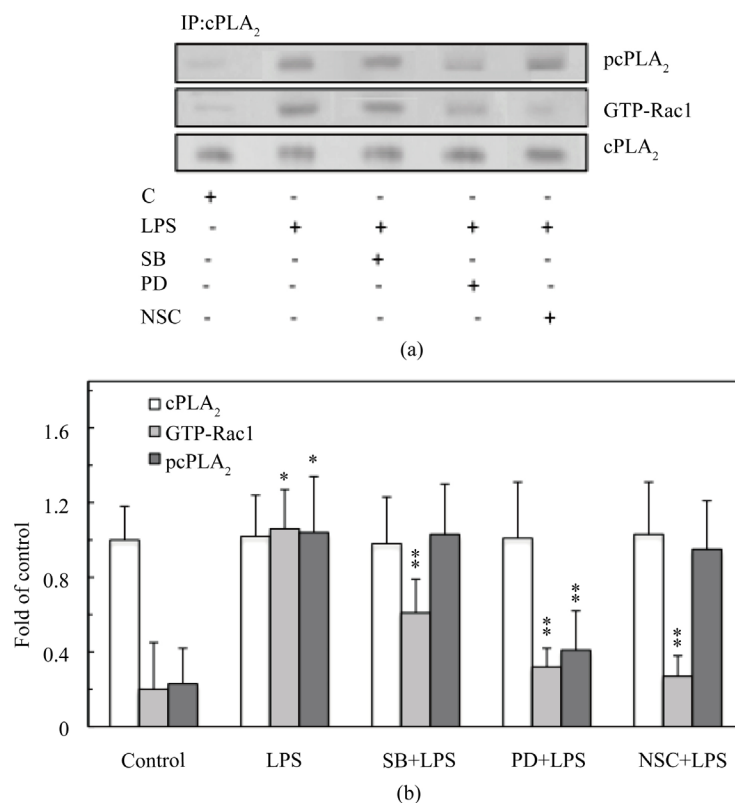 IP:cPLA₂
pcPLA₂
GTP-Rac1
cPLA₂
C + - - - -
LPS - + + + +
SB - - + - -
PD - - - + -
NSC - - - - +
(a)
cPLA₂
GTP-Rac1
pcPLA₂
1.6
1.2
0.8
0.4
0
Fold of control
* *
**
** **
**
Control LPS SB+LPS PD+LPS NSC+LPS
(b)